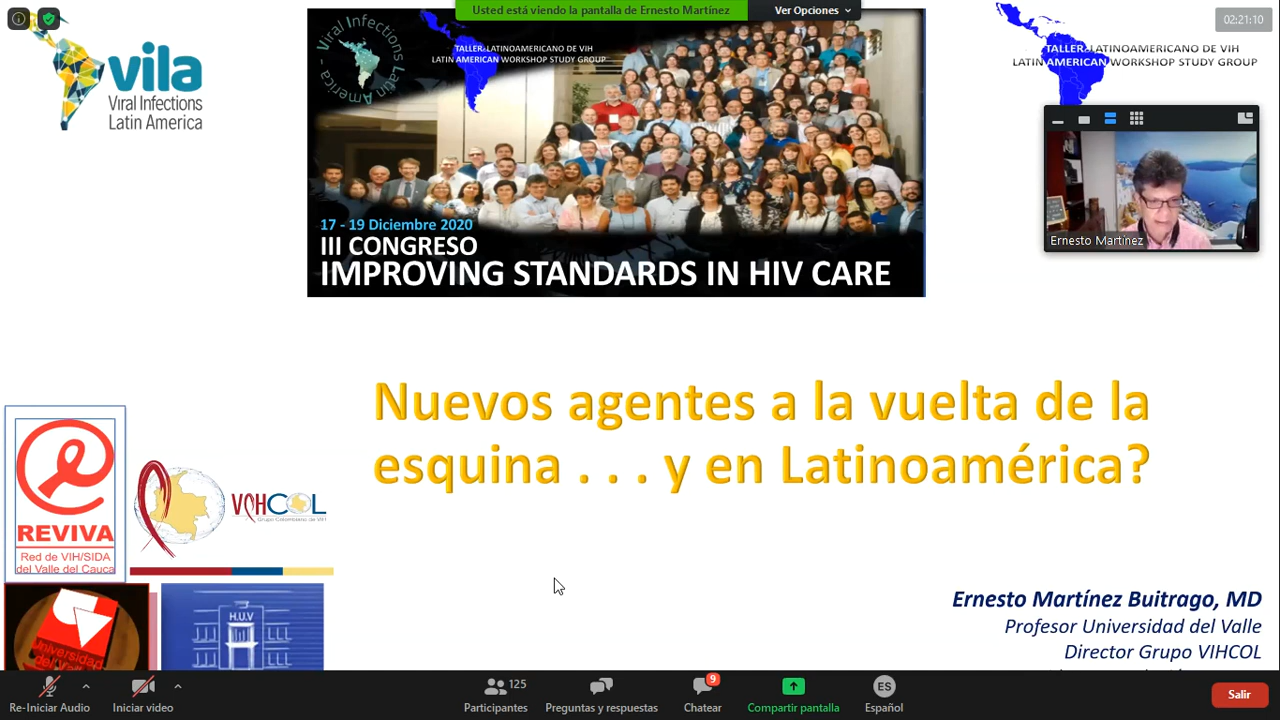 Usted está viendo la pantalla de Ernesto Martínez
Ver Opciones
02:21:10
vila
Viral Infections
Latin America
Viral Infections Latin America -
TALLER LATINOAMERICANO DE VIH
LATIN AMERICAN WORKSHOP STUDY GROUP
17 - 19 Diciembre 2020
III CONGRESO
IMPROVING STANDARDS IN HIV CARE
TALLER LATINOAMERICANO DE VIH
LATIN AMERICAN WORKSHOP STUDY GROUP
Ernesto Martínez
Nuevos agentes a la vuelta de la
esquina . . . y en Latinoamérica?
REVIVA
Red de VIH/SIDA
del Valle del Cauca
VIHCOL
Grupo Colombiano de VIH
H.U.V
Ernesto Martínez Buitrago, MD
Profesor Universidad del Valle
Director Grupo VIHCOL
Re-Iniciar Audio
Iniciar video
125
Participantes
Preguntas y respuestas
9
Chatear
Compartir pantalla
ES
Español
Salir